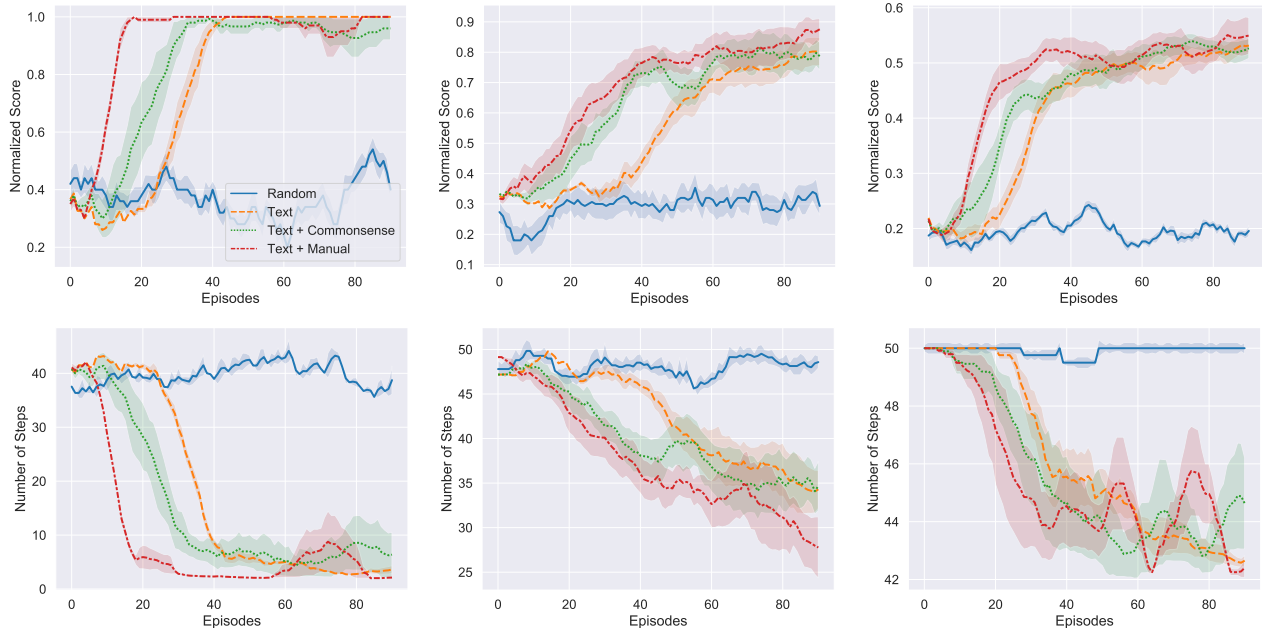 1.0
0.8
0.6
0.4
0.2
Normalized Score
0 20 40 60 80
Episodes
Random
Text
Text + Commonsense
Text + Manual
0.9
0.8
0.7
0.6
0.5
0.4
0.3
0.2
0.1
Normalized Score
0 20 40 60 80
Episodes
0.6
0.5
0.4
0.3
0.2
Normalized Score
0 20 40 60 80
Episodes
40
30
20
10
0
Number of Steps
0 20 40 60 80
Episodes
50
45
40
35
30
25
Number of Steps
0 20 40 60 80
Episodes
50
48
46
44
42
Number of Steps
0 20 40 60 80
Episodes